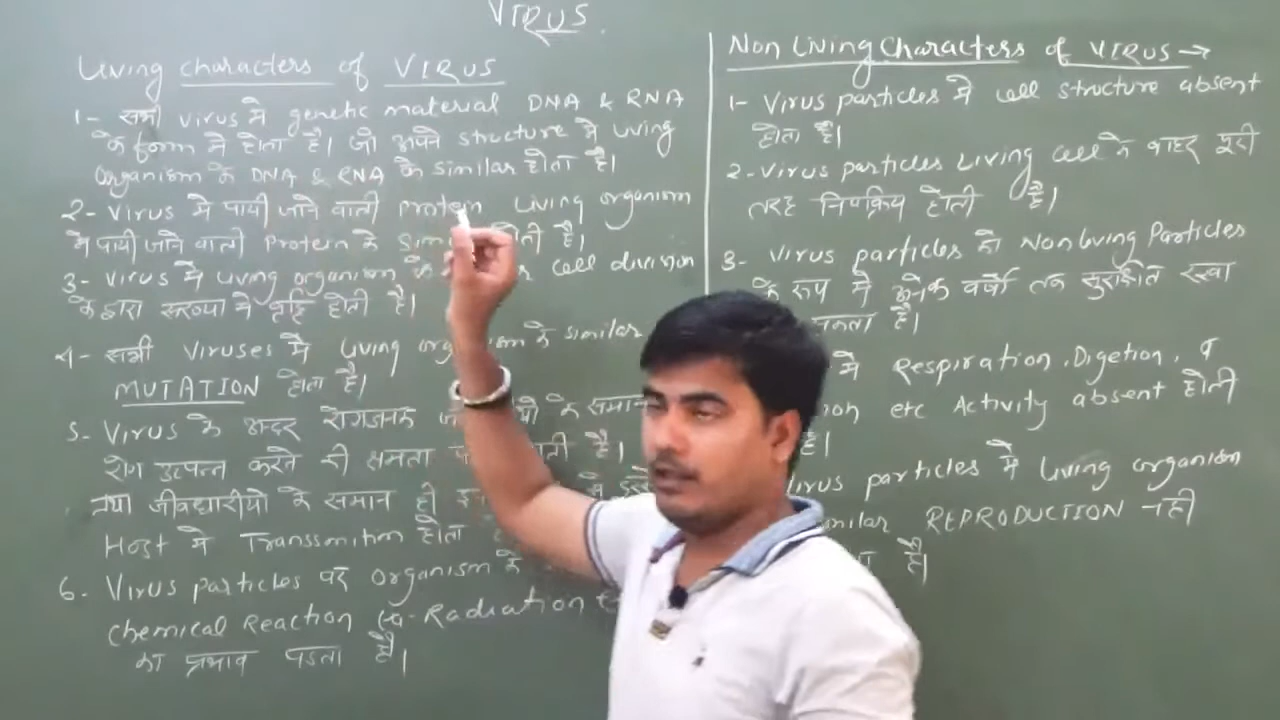 VIRUS
Living characters of VIRUS
1- सभी virus मे genetic material DNA & RNA
के form मे होता है। जो अपने structure मे living
organism के DNA & RNA के similar होता है।
2- Virus मे पायी जाने वाली Protein Living organism
मे पायी जाने वाली Protein के है।
3- Virus मे Living organism के cell division
के द्वारा संख्या मे वृद्धि होती है।
4- सभी Viruses मे Living के similar
MUTATION होता है।
5- Virus के अन्दर रोगजनक के समान
रोग उत्पन्न करने की क्षमता है।
तथा जीवधारीयो के समान ही
Host मे Transsmition होता
6. Virus particles पर organism के
chemical Reaction Radiation
का प्रभाव पडता है।
Non Living Characters of VIRUS →
1- Virus particles मे cell structure absent
होता है।
2- Virus particles Living cell के बाहर पूरी
तरह निष्क्रिय होती है।
3- Virus particles को Non living Particles
के रूप मे अनेक वर्षो तक सुरक्षित रखा
सकता है।
मे Respiration, Digetion, व
etc Activity absent होती
है।
Virus particles मे Living organism
REPRODUCTION नही
है।